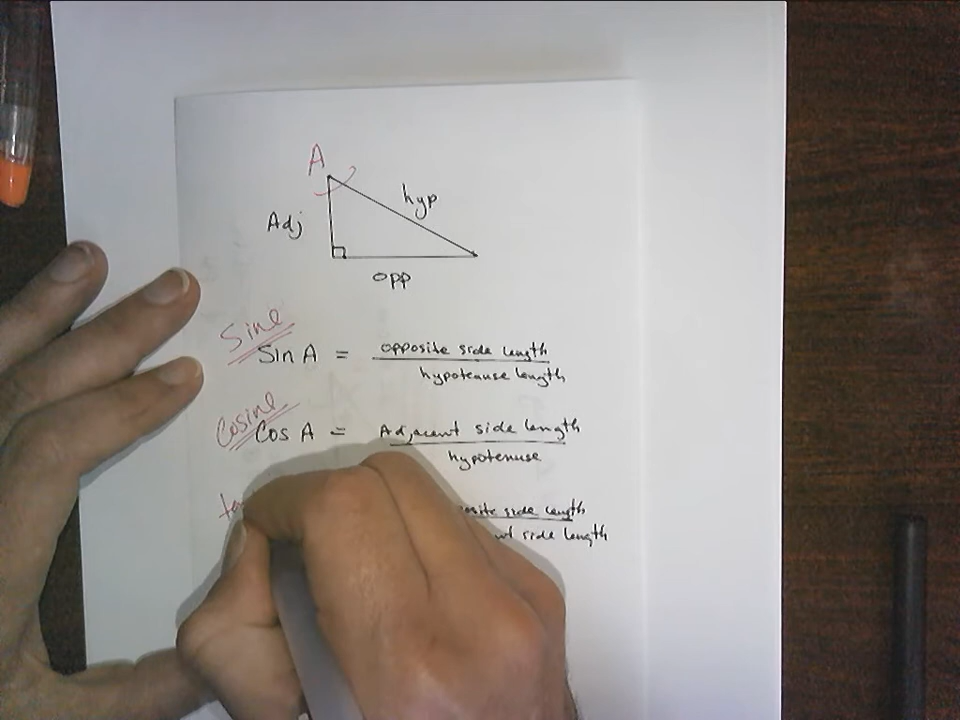 A
hyp
Adj
opp
Sine
Sin A = opposite side length
hypoteause length
Cosine
Cos A = Adjacent side length
hypotenuse
side length
side length